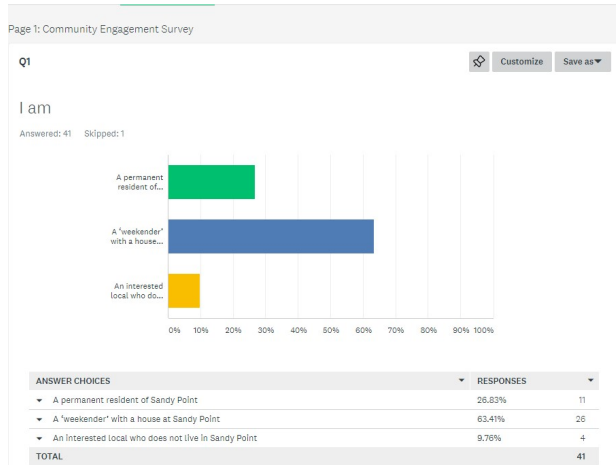 Page 1: Community Engagement Survey
Q1
Customize
Save as
I am
Answered: 41 Skipped: 1
A permanent
resident of...
A 'weekender'
with a house...
An interested
local who do...
0% 10% 20% 30% 40% 50% 60% 70% 80% 90% 100%
ANSWER CHOICES RESPONSES
A permanent resident of Sandy Point 26.83% 11
A 'weekender' with a house at Sandy Point 63.41% 26
An interested local who does not live in Sandy Point 9.76% 4
TOTAL 41